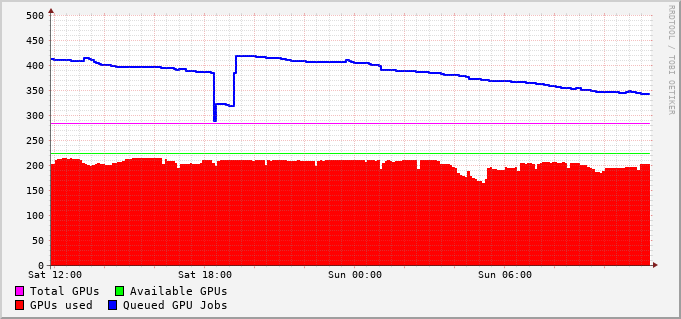 500
450
400
350
300
250
200
150
100
50
0
Sat 12:00 Sat 18:00 Sun 00:00 Sun 06:00
Total GPUs Available GPUs
GPUs used Queued GPU Jobs
RRDTOOL / TOBI OETIKER